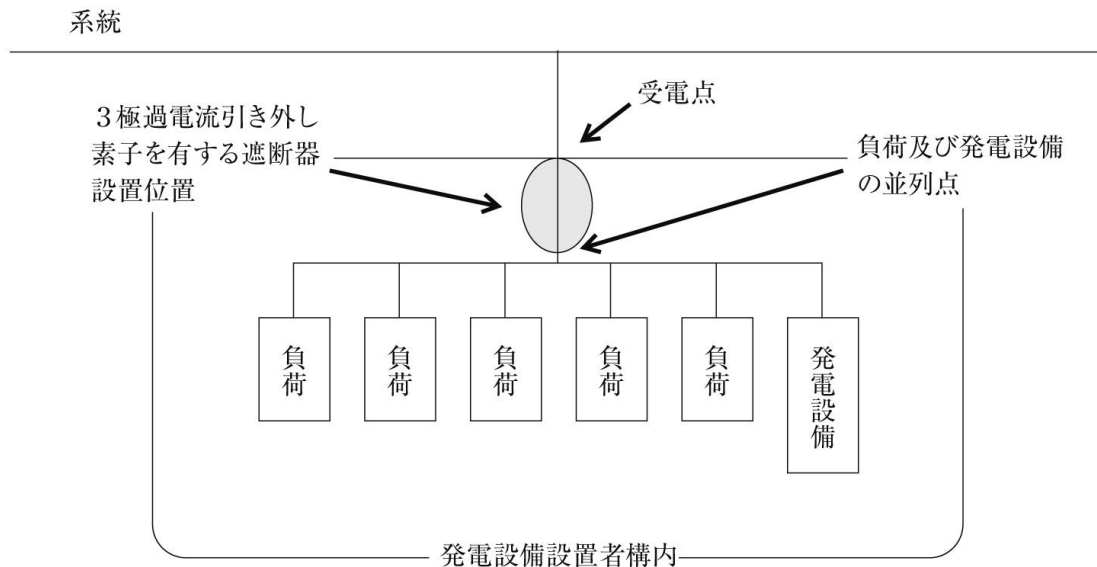 系統
受電点
３極過電流引き外し
素子を有する遮断器
設置位置
負荷及び発電設備
の並列点
負荷
負荷
負荷
負荷
負荷
発電設備
発電設備設置者構内